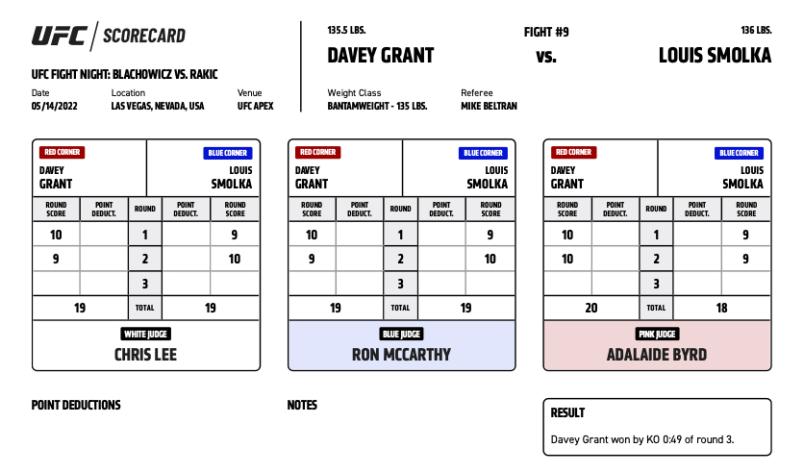 UFC / SCORECARD
UFC FIGHT NIGHT: BLACHOWICZ VS. RAKIC
Date Location Venue
05/14/2022 LAS VEGAS, NEVADA, USA UFC APEX
135.5 LBS. FIGHT #9 136 LBS.
DAVEY GRANT VS. LOUIS SMOLKA
Weight Class Referee
BANTAMWEIGHT - 135 LBS. MIKE BELTRAN
RED CORNER BLUE CORNER
DAVEY LOUIS
GRANT SMOLKA
ROUND POINT ROUND POINT ROUND
SCORE DEDUCT. DEDUCT. SCORE
10 1 9
9 2 10
3
19 TOTAL 19
WHITE JUDGE
CHRIS LEE
RED CORNER BLUE CORNER
DAVEY LOUIS
GRANT SMOLKA
ROUND POINT ROUND POINT ROUND
SCORE DEDUCT. DEDUCT. SCORE
10 1 9
9 2 10
3
19 TOTAL 19
BLUE JUDGE
RON MCCARTHY
RED CORNER BLUE CORNER
DAVEY LOUIS
GRANT SMOLKA
ROUND POINT ROUND POINT ROUND
SCORE DEDUCT. DEDUCT. SCORE
10 1 9
10 2 9
3
20 TOTAL 18
PINK JUDGE
ADALAIDE BYRD
POINT DEDUCTIONS
NOTES
RESULT
Davey Grant won by KO 0:49 of round 3.